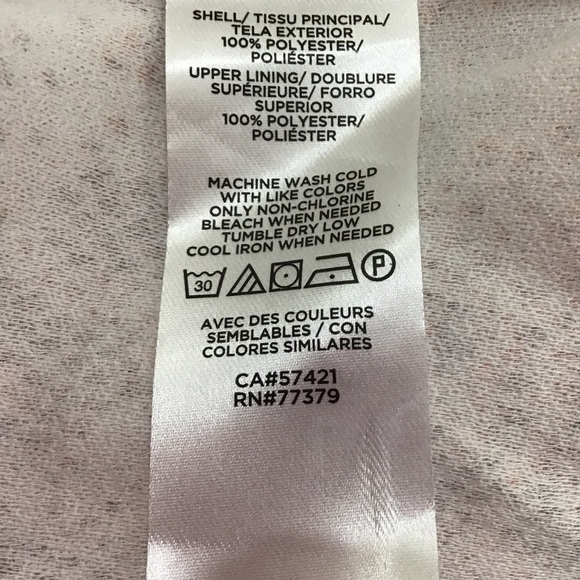 SHELL/ TISSU PRINCIPAL/
TELA EXTERIOR
100% POLYESTER/
POLIÉSTER
UPPER LINING/ DOUBLURE
SUPÉRIEURE/ FORRO
SUPERIOR
100% POLYESTER/
POLIÉSTER
MACHINE WASH COLD
WITH LIKE COLORS
ONLY NON-CHLORINE
BLEACH WHEN NEEDED
TUMBLE DRY LOW
COOL IRON WHEN NEEDED
30 P
AVEC DES COULEURS
SEMBLABLES / CON
COLORES SIMILARES
CA#57421
RN#77379